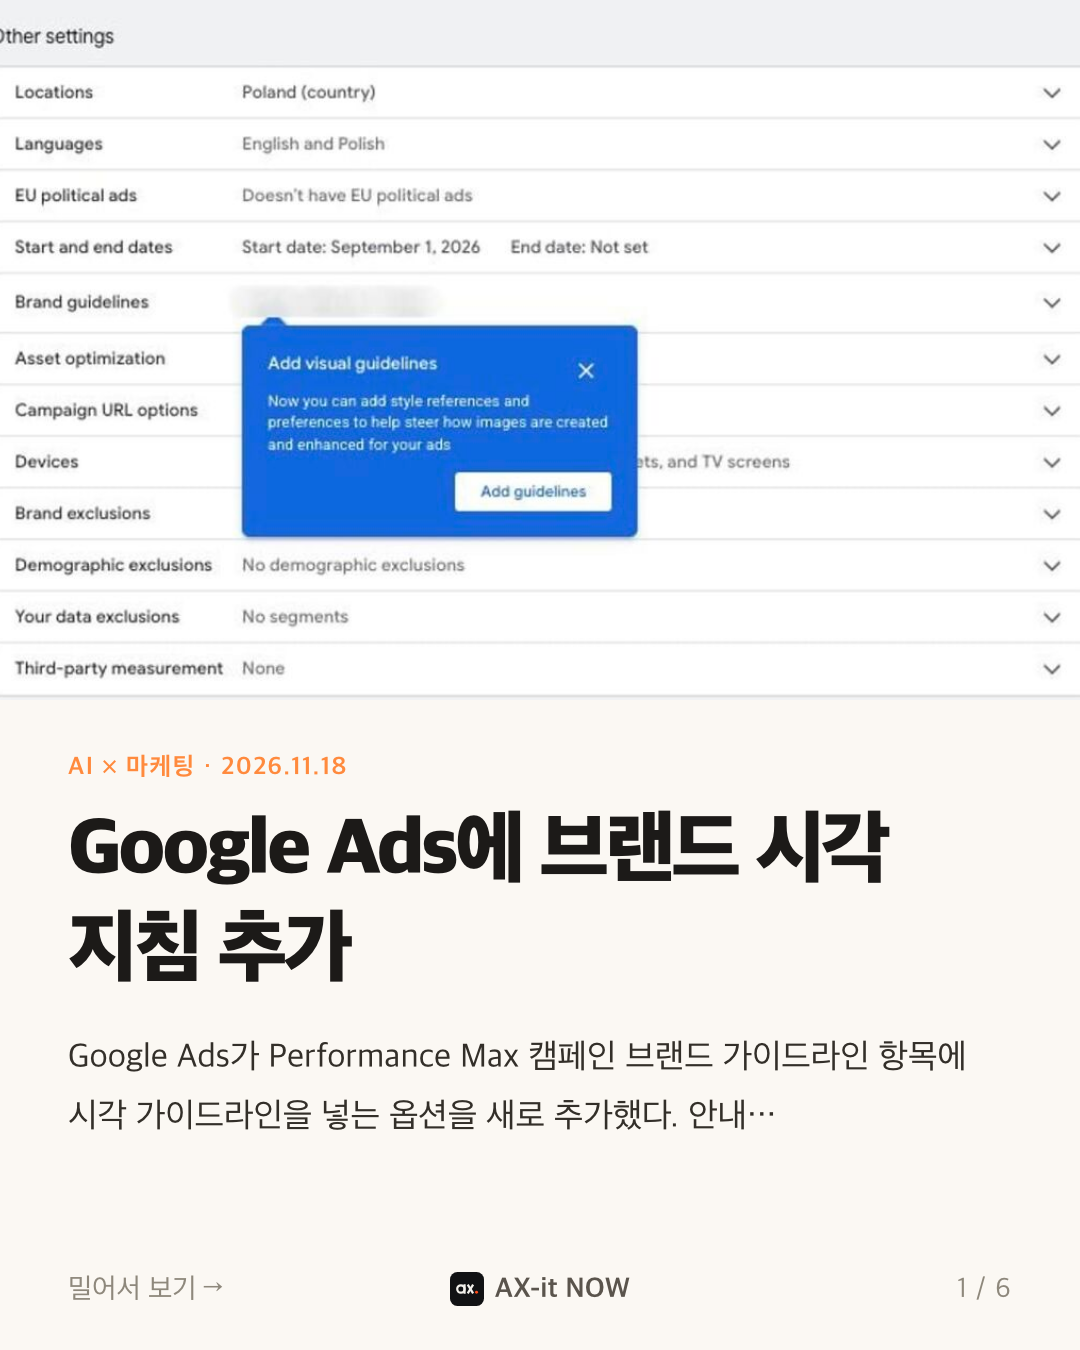 Other settings
Locations Poland (country)
Languages English and Polish
EU political ads Doesn't have EU political ads
Start and end dates Start date: September 1, 2026 End date: Not set
Brand guidelines
Add visual guidelines
Now you can add style references and
preferences to help steer how images are created
and enhanced for your ads
Add guidelines
Asset optimization
Campaign URL options
Devices ets, and TV screens
Brand exclusions
Demographic exclusions No demographic exclusions
Your data exclusions No segments
Third-party measurement None
AI × 마케팅 · 2026.11.18
Google Ads에 브랜드 시각
지침 추가
Google Ads가 Performance Max 캠페인 브랜드 가이드라인 항목에
시각 가이드라인을 넣는 옵션을 새로 추가했다. 안내…
밀어서 보기 →
ax. AX-it NOW
1 / 6